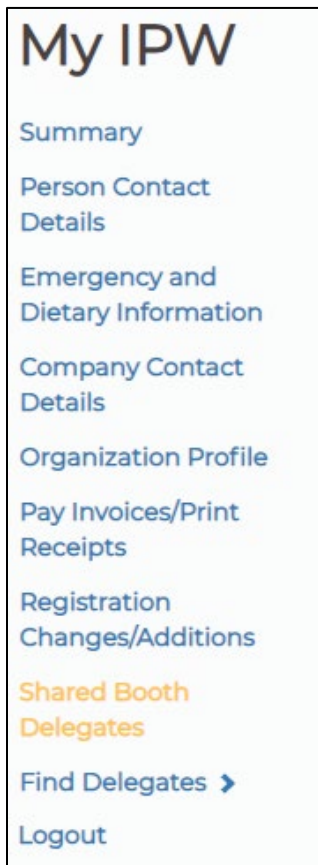 My IPW
Summary
Person Contact
Details
Emergency and
Dietary Information
Company Contact
Details
Organization Profile
Pay Invoices/Print
Receipts
Registration
Changes/Additions
Shared Booth
Delegates
Find Delegates >
Logout